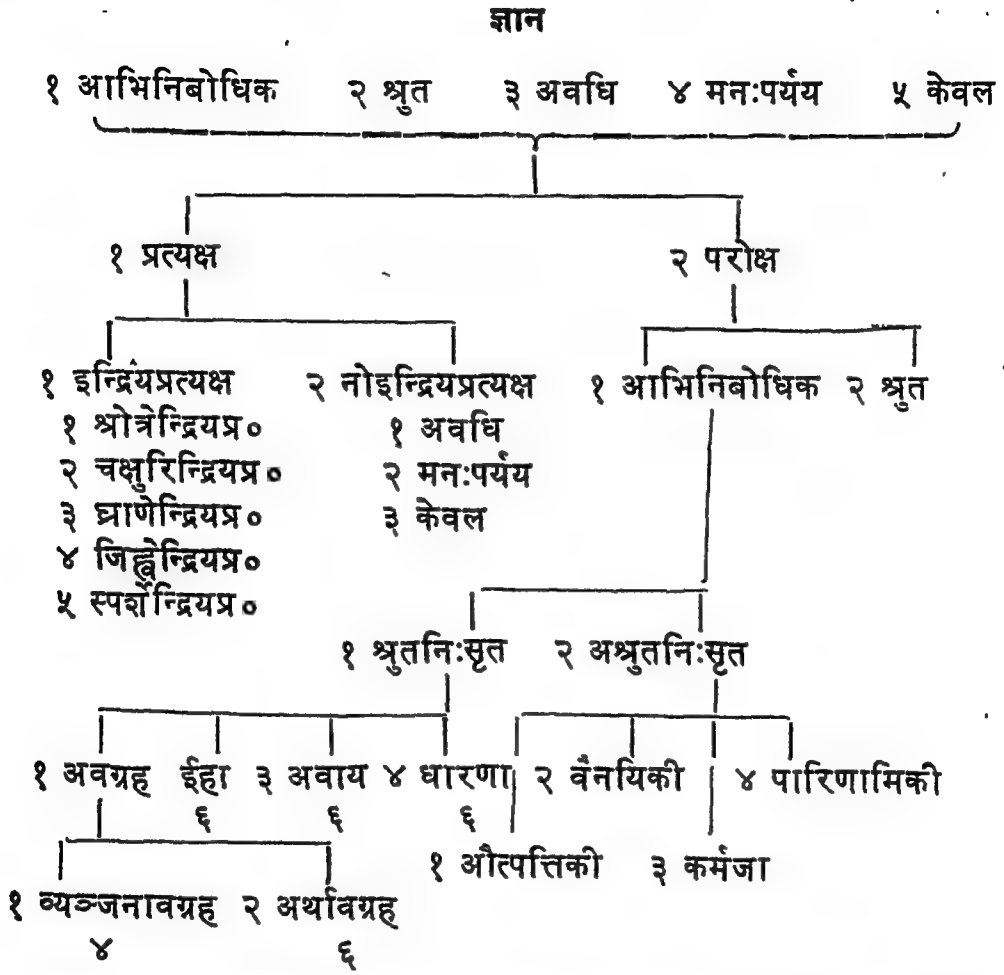 ज्ञान
१ आभिनिबोधिक २ श्रुत ३ अवधि ४ मनःपर्यय ५ केवल
१ प्रत्यक्ष २ परोक्ष
१ इन्द्रियप्रत्यक्ष २ नोइन्द्रियप्रत्यक्ष १ आभिनिबोधिक २ श्रुत
१ श्रोत्रेन्द्रियप्र० १ अवधि
२ चक्षुरिन्द्रियप्र० २ मनःपर्यय
३ घ्राणेन्द्रियप्र० ३ केवल
४ जिह्वेन्द्रियप्र०
५ स्पर्शेन्द्रियप्र०
१ श्रुतनिःसृत २ अश्रुतनिःसृत
१ अवग्रह ईहा ३ अवाय ४ धारणा २ वैनयिकी ४ पारिणामिकी
६ ६ ६
१ औत्पत्तिकी ३ कर्मजा
१ व्यञ्जनावग्रह २ अर्थावग्रह
४ ६